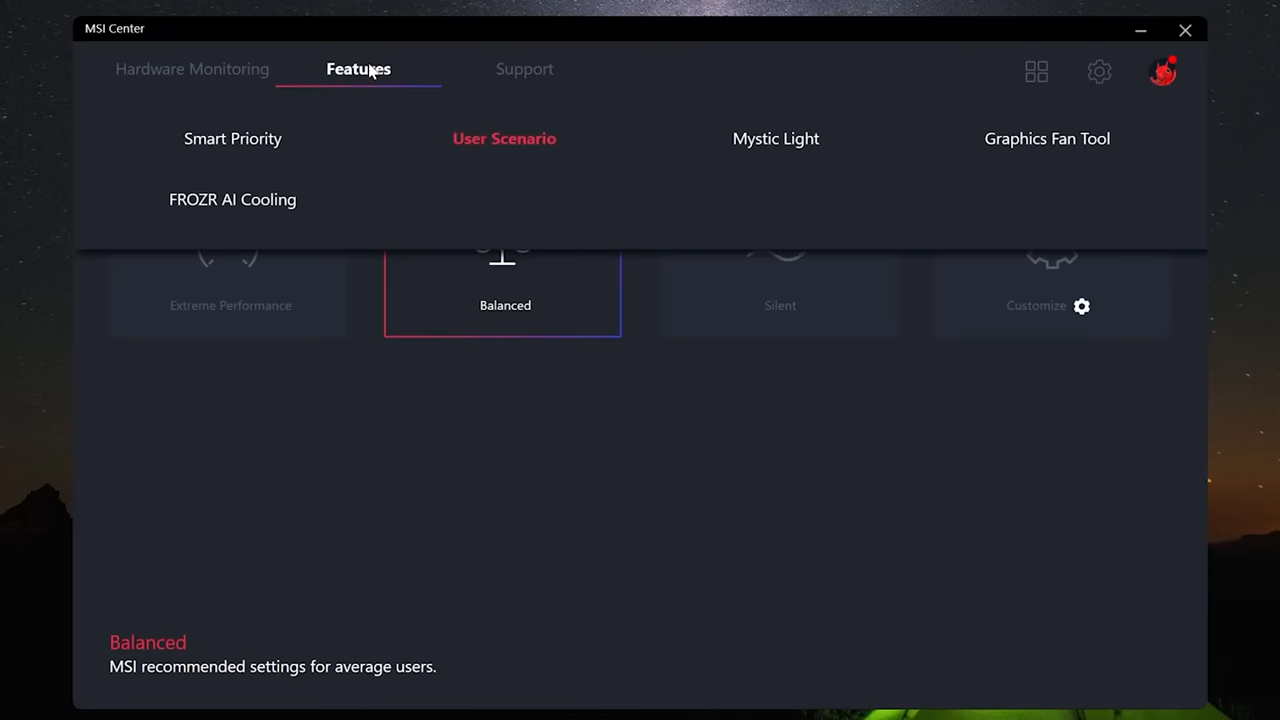 MSI Center
Hardware Monitoring
Features
Support
Smart Priority
User Scenario
Mystic Light
Graphics Fan Tool
FROZR AI Cooling
Extreme Performance
Balanced
Silent
Customize
Balanced
MSI recommended settings for average users.